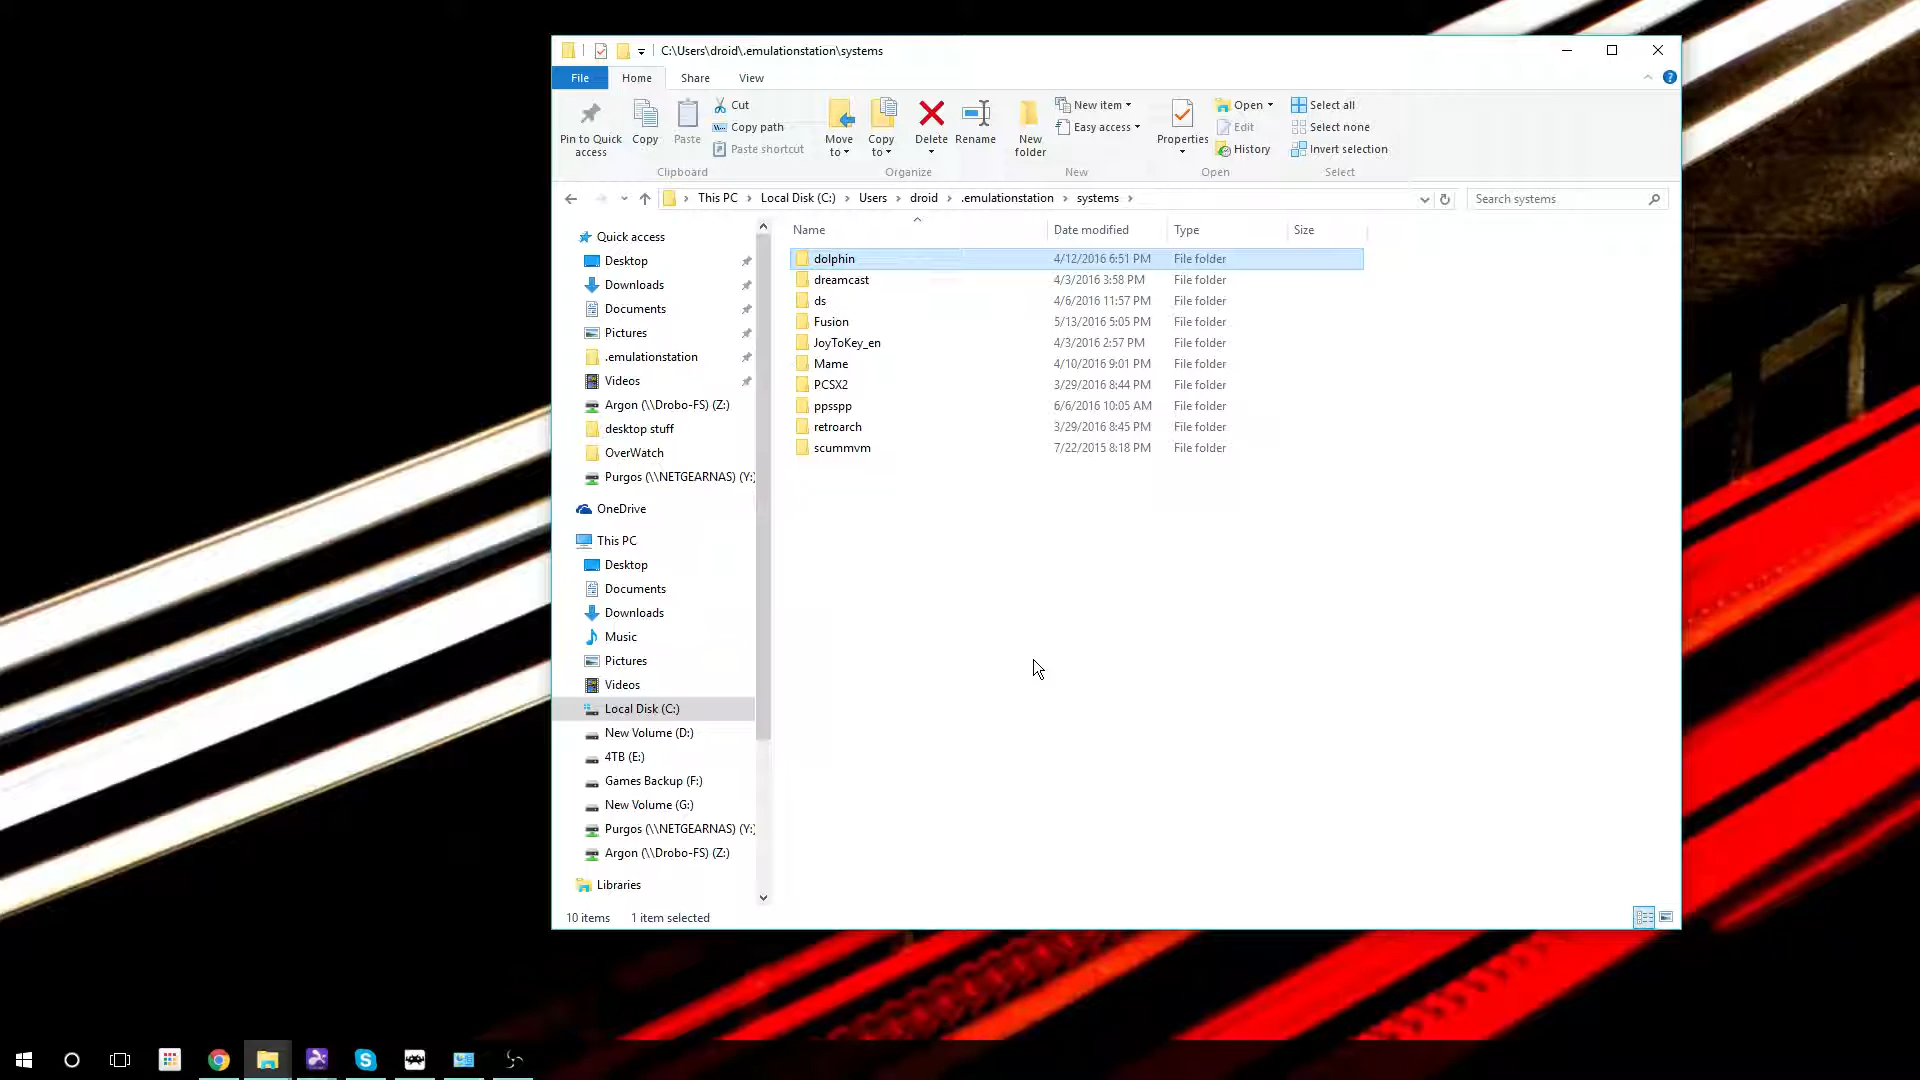 C:\Users\droid\.emulationstation\systems
File Home Share View
Pin to Quick access
Copy
Paste
Cut
Copy path
Paste shortcut
Clipboard
Move to
Copy to
Delete
Rename
Organize
New folder
New item
Easy access
New
Properties
Open
Edit
History
Open
Select all
Select none
Invert selection
Select
This PC Local Disk (C:) Users droid .emulationstation systems
Search systems
Quick access
Desktop
Downloads
Documents
Pictures
.emulationstation
Videos
Argon (\\Drobo-FS) (Z:)
desktop stuff
OverWatch
Purgos (\\NETGEARNAS) (Y:)
OneDrive
This PC
Desktop
Documents
Downloads
Music
Pictures
Videos
Local Disk (C:)
New Volume (D:)
4TB (E:)
Games Backup (F:)
New Volume (G:)
Purgos (\\NETGEARNAS) (Y:)
Argon (\\Drobo-FS) (Z:)
Libraries
Name Date modified Type Size
dolphin 4/12/2016 6:51 PM File folder
dreamcast 4/3/2016 3:58 PM File folder
ds 4/6/2016 11:57 PM File folder
Fusion 5/13/2016 5:05 PM File folder
JoyToKey_en 4/3/2016 2:57 PM File folder
Mame 4/10/2016 9:01 PM File folder
PCSX2 3/29/2016 8:44 PM File folder
ppsspp 6/6/2016 10:05 AM File folder
retroarch 3/29/2016 8:45 PM File folder
scummvm 7/22/2015 8:18 PM File folder
10 items 1 item selected